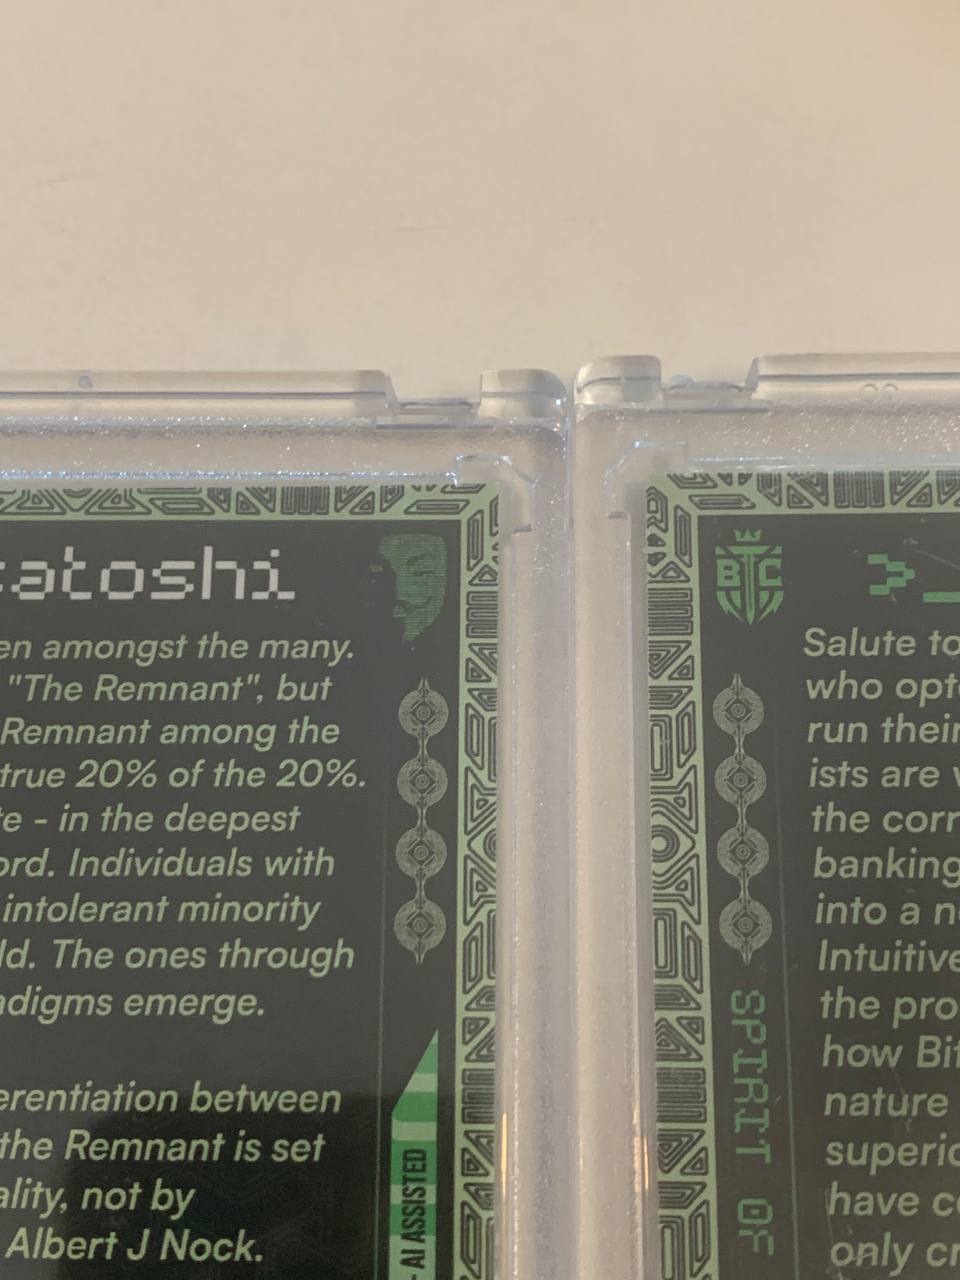 atoshi
en amongst the many.
"The Remnant", but
Remnant among the
true 20% of the 20%.
te - in the deepest
ord. Individuals with
intolerant minority
ld. The ones through
adigms emerge.
erentiation between
the Remnant is set
ality, not by
Albert J Nock.
- AI ASSISTED
BTC
>_
Salute to
who opt
run their
ists are
the corr
banking
into a n
Intuitive
the pro
how Bit
nature
superio
have c
only cr
SPIRIT OF